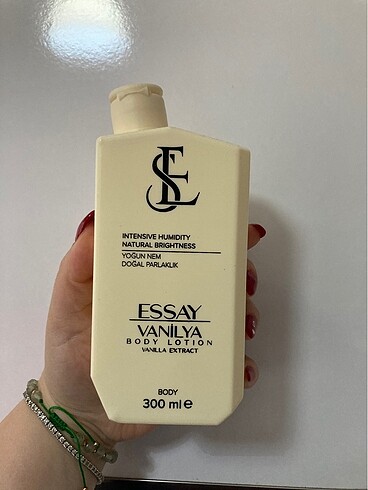 SE
INTENSIVE HUMIDITY
NATURAL BRIGHTNESS
YOĞUN NEM
DOĞAL PARLAKLIK
ESSAY
VANİLYA
BODY LOTION
VANILLA EXTRACT
BODY
300 ml e